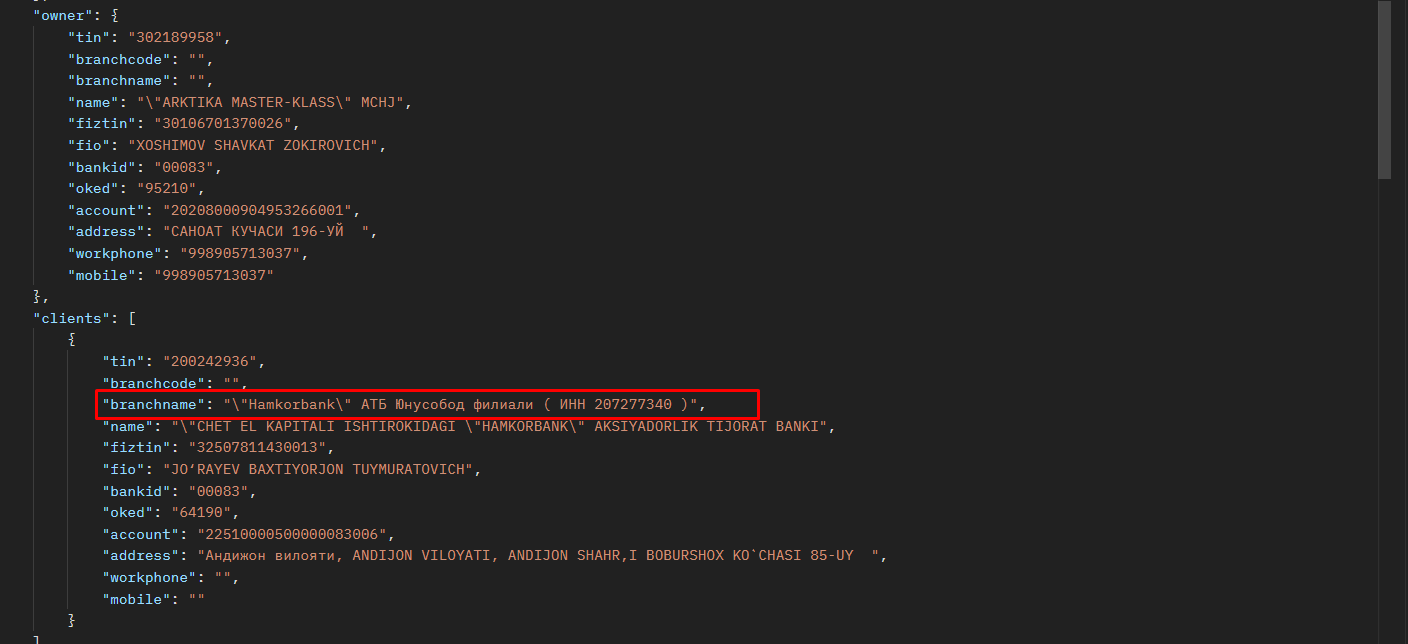 "owner": {
"tin": "302189958",
"branchcode": "",
"branchname": "",
"name": "\"ARKTIKA MASTER-KLASS\" MCHJ",
"fiztin": "30106701370026",
"fio": "XOSHIMOV SHAVKAT ZOKIROVICH",
"bankid": "00083",
"oked": "95210",
"account": "20208000904953266001",
"address": "САНОАТ КУЧАСИ 196-УЙ  ",
"workphone": "998905713037",
"mobile": "998905713037"
},
"clients": [
{
"tin": "200242936",
"branchcode": "",
"branchname": "\"Hamkorbank\" АТБ Юнусобод филиали ( ИНН 207277340 )",
"name": "\"CHET EL KAPITALI ISHTIROKIDAGI \"HAMKORBANK\" AKSIYADORLIK TIJORAT BANKI",
"fiztin": "32507811430013",
"fio": "JO‘RAYEV BAXTIYORJON TUYMURATOVICH",
"bankid": "00083",
"oked": "64190",
"account": "22510000500000083006",
"address": "Андижон вилояти, ANDIJON VILOYATI, ANDIJON SHAHR,I BOBURSHOX KO`CHASI 85-UY  ",
"workphone": "",
"mobile": ""
}
]